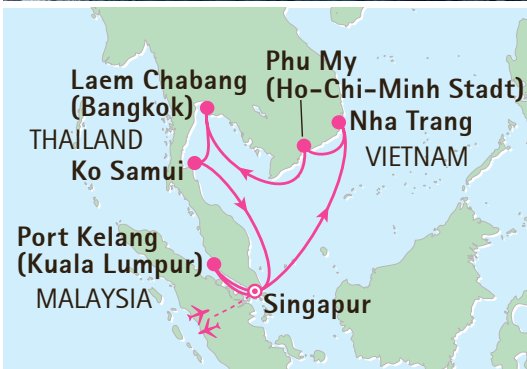 Phu My
(Ho-Chi-Minh Stadt)
Laem Chabang
(Bangkok)
Nha Trang
THAILAND
VIETNAM
Ko Samui
Port Kelang
(Kuala Lumpur)
MALAYSIA
Singapur